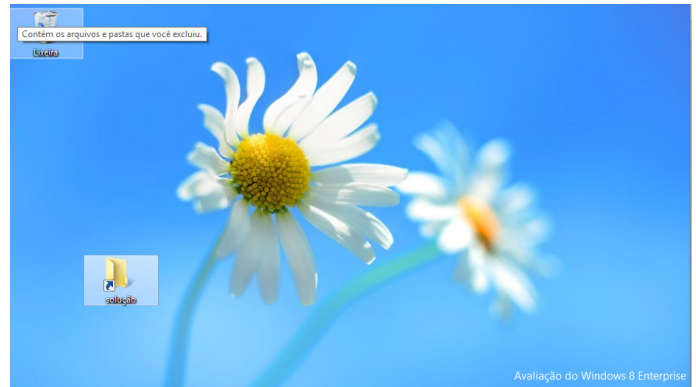 Contém os arquivos e pastas que você excluiu.
Lixeira
solução
Avaliação do Windows 8 Enterprise